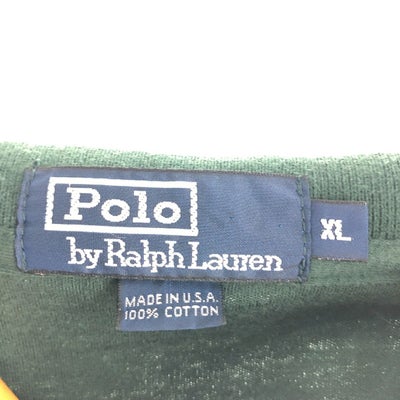 Polo
by Ralph Lauren
XL
MADE IN U.S.A.
100% COTTON